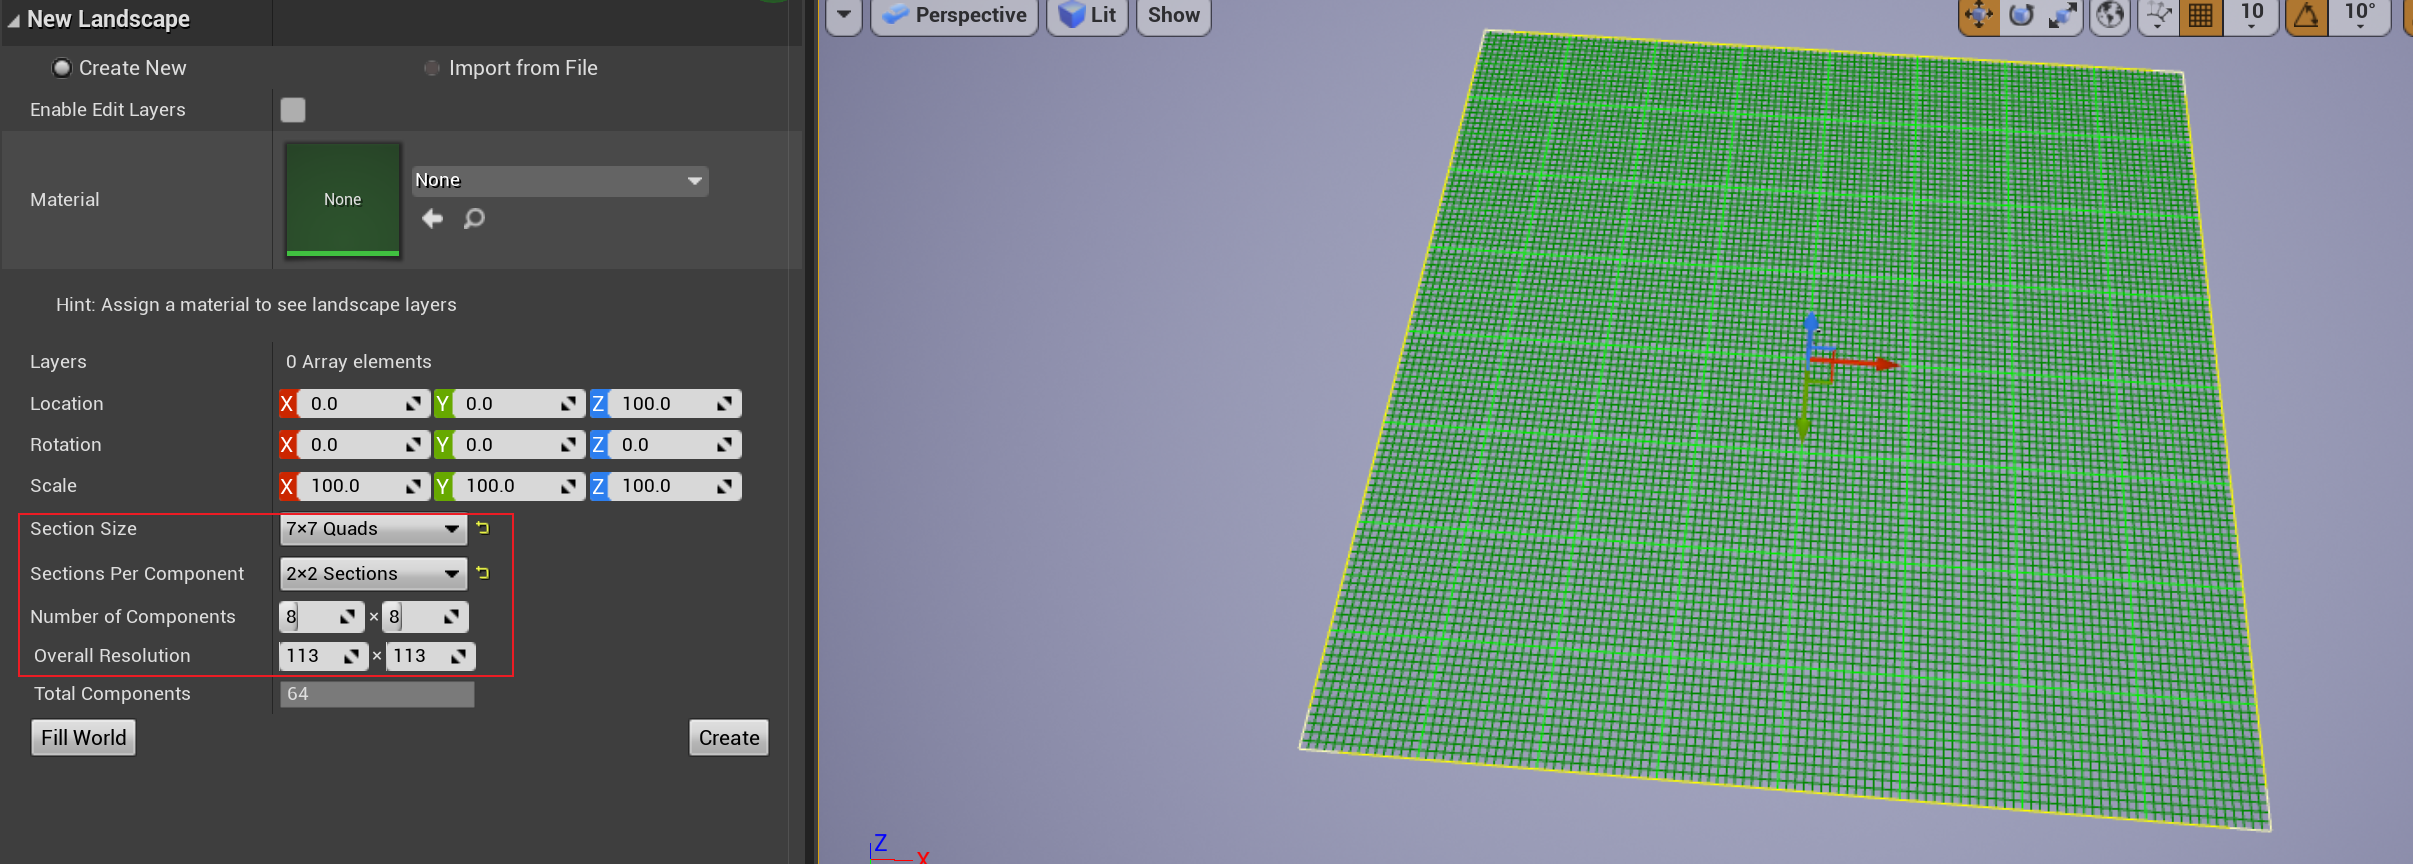 New Landscape
Create New
Import from File
Enable Edit Layers
Material
None
None
Hint: Assign a material to see landscape layers
Layers
0 Array elements
Location
X 0.0 Y 0.0 Z 100.0
Rotation
X 0.0 Y 0.0 Z 0.0
Scale
X 100.0 Y 100.0 Z 100.0
Section Size
7×7 Quads
Sections Per Component
2×2 Sections
Number of Components
8 × 8
Overall Resolution
113 × 113
Total Components
64
Fill World
Create
Perspective
Lit
Show
10
10°
Z
X